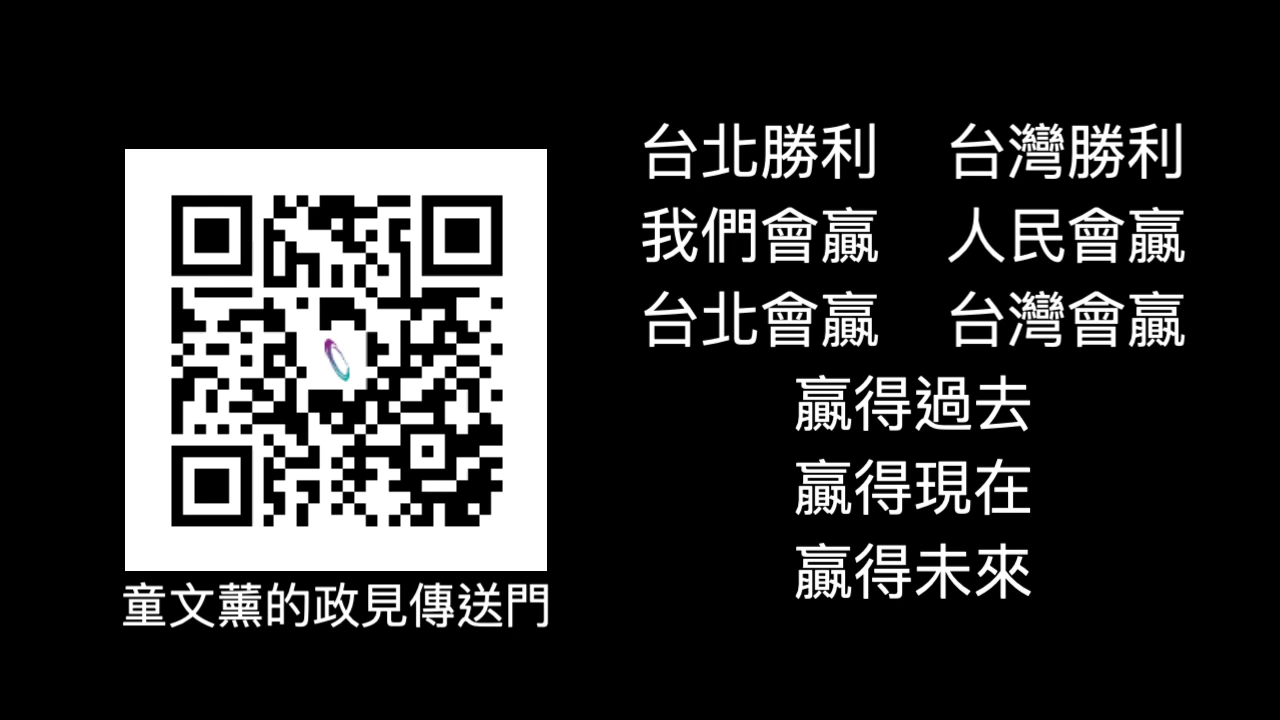 台北勝利 台灣勝利
我們會贏 人民會贏
台北會贏 台灣會贏
贏得過去
贏得現在
贏得未來
童文薰的政見傳送門